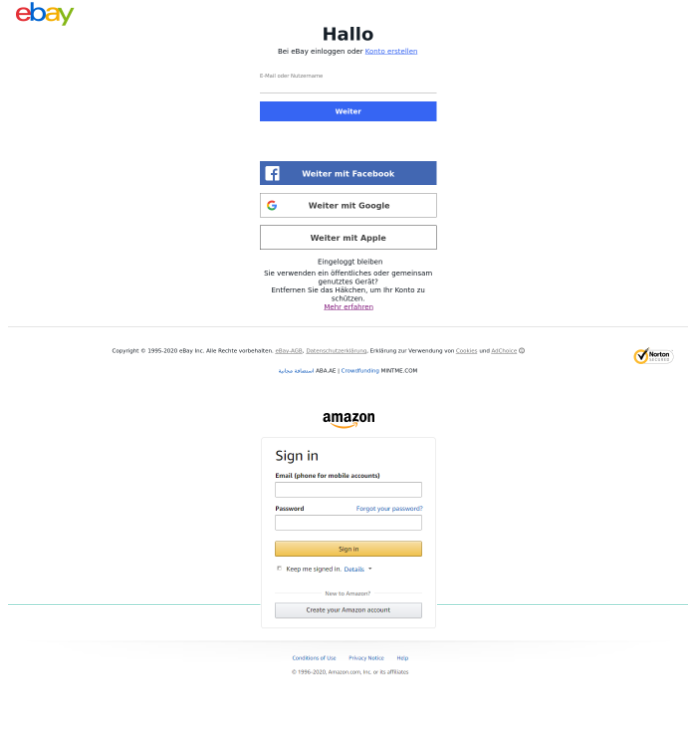 ebay
Hallo
Bei eBay einloggen oder Konto erstellen
E-Mail oder Nutzername
Weiter
Weiter mit Facebook
Weiter mit Google
Weiter mit Apple
Eingeloggt bleiben
Sie verwenden ein öffentliches oder gemeinsam
genutztes Gerät?
Entfernen Sie das Häkchen, um Ihr Konto zu
schützen.
Mehr erfahren
Copyright © 1995-2020 eBay Inc. Alle Rechte vorbehalten. eBay-AGB, Datenschutzerklärung, Erklärung zur Verwendung von Cookies und AdChoice
Norton
SECURED
استضافة مجانية ABA.AE | Crowdfunding MINTME.COM
amazon
Sign in
Email (phone for mobile accounts)
Password Forgot your password?
Sign in
Keep me signed in. Details
New to Amazon?
Create your Amazon account
Conditions of Use Privacy Notice Help
© 1996-2020, Amazon.com, Inc. or its affiliates